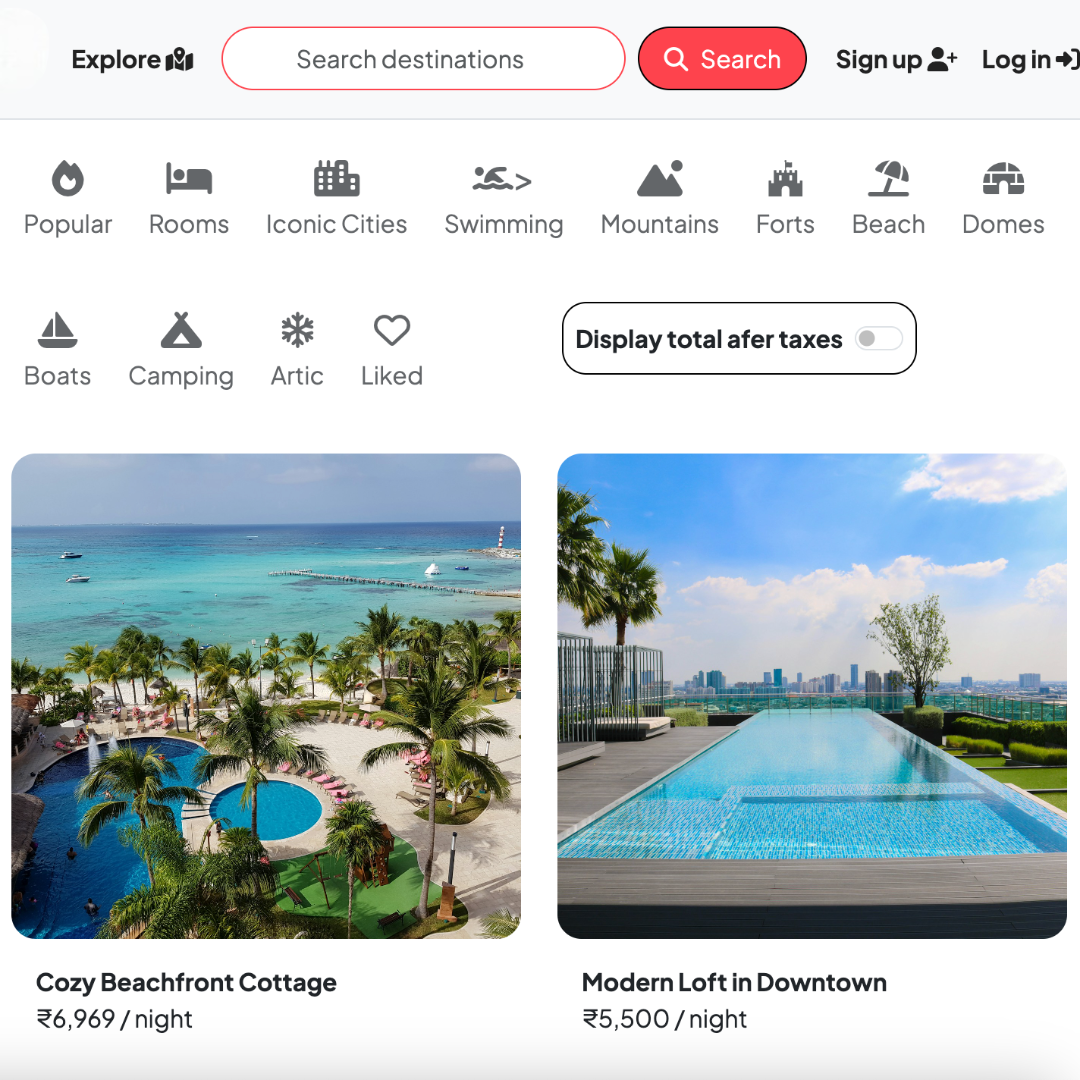 Explore Search destinations Search Sign up Log in
Popular Rooms Iconic Cities Swimming Mountains Forts Beach Domes
Boats Camping Artic Liked Display total afer taxes
Cozy Beachfront Cottage Modern Loft in Downtown
₹6,969 / night ₹5,500 / night